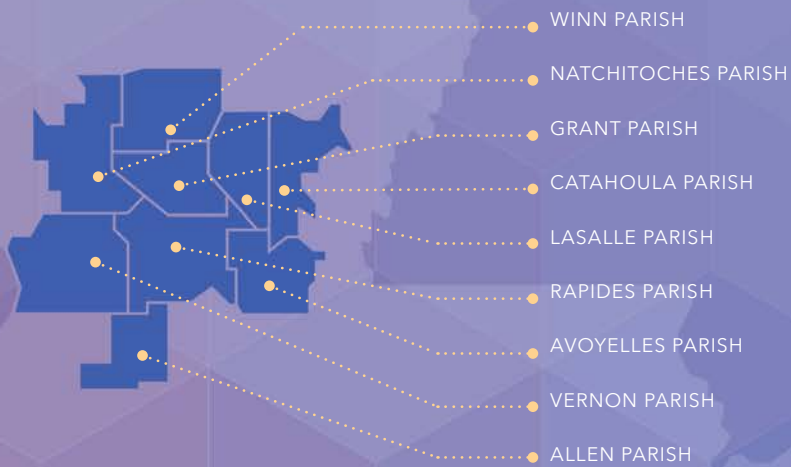 WINN PARISH
NATCHITOCHES PARISH
GRANT PARISH
CATAHOULA PARISH
LASALLE PARISH
RAPIDES PARISH
AVOYELLES PARISH
VERNON PARISH
ALLEN PARISH